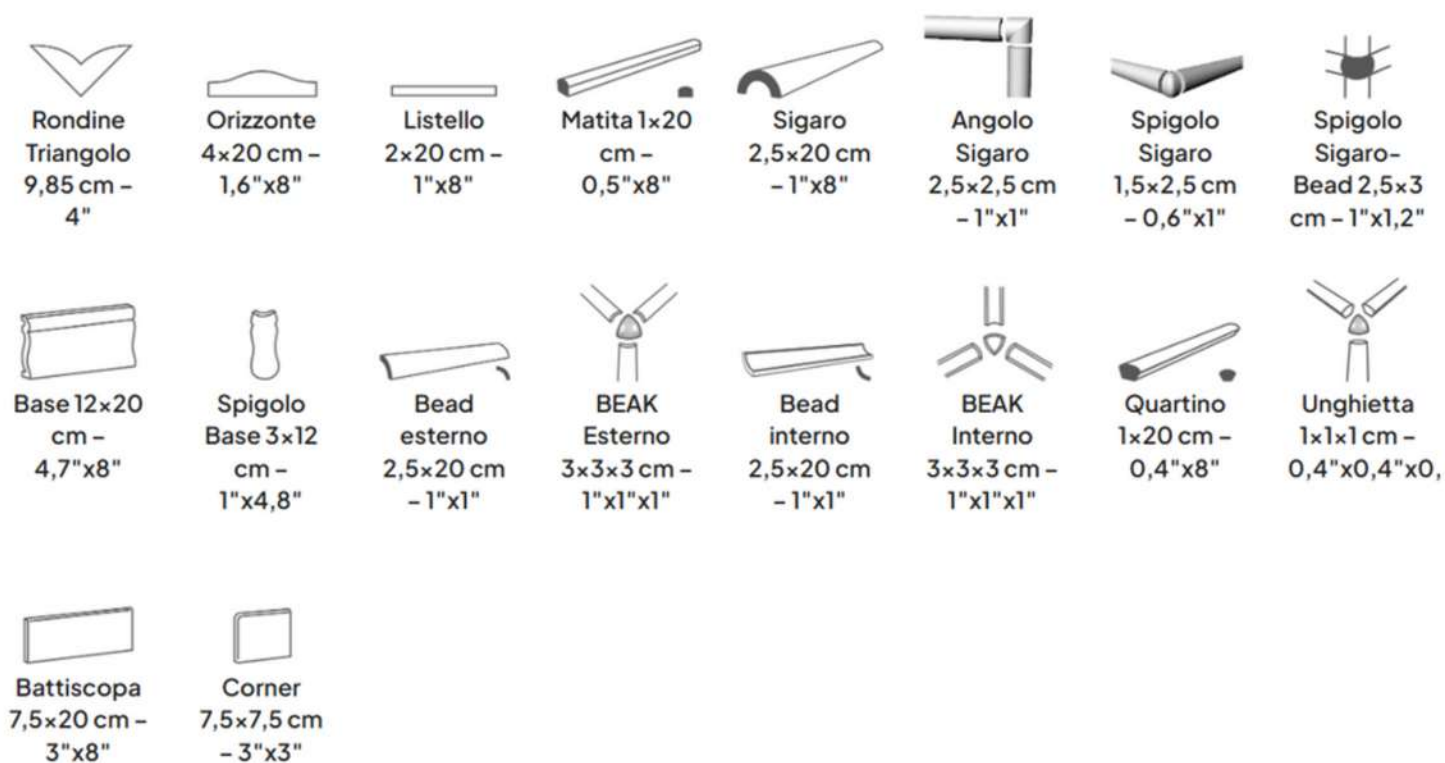 Rondine
Triangolo
9,85 cm –
4"
Orizzonte
4×20 cm –
1,6"x8"
Listello
2×20 cm –
1"x8"
Matita 1×20
cm –
0,5"x8"
Sigaro
2,5×20 cm
– 1"x8"
Angolo
Sigaro
2,5×2,5 cm
– 1"x1"
Spigolo
Sigaro
1,5×2,5 cm
– 0,6"x1"
Spigolo
Sigaro-
Bead 2,5×3
cm – 1"x1,2"
Base 12×20
cm –
4,7"x8"
Spigolo
Base 3×12
cm –
1"x4,8"
Bead
esterno
2,5×20 cm
– 1"x1"
BEAK
Esterno
3×3×3 cm –
1"x1"x1"
Bead
interno
2,5×20 cm
– 1"x1"
BEAK
Interno
3×3×3 cm –
1"x1"x1"
Quartino
1×20 cm –
0,4"x8"
Unghietta
1×1×1 cm –
0,4"x0,4"x0,
Battiscopa
7,5×20 cm –
3"x8"
Corner
7,5×7,5 cm
– 3"x3"